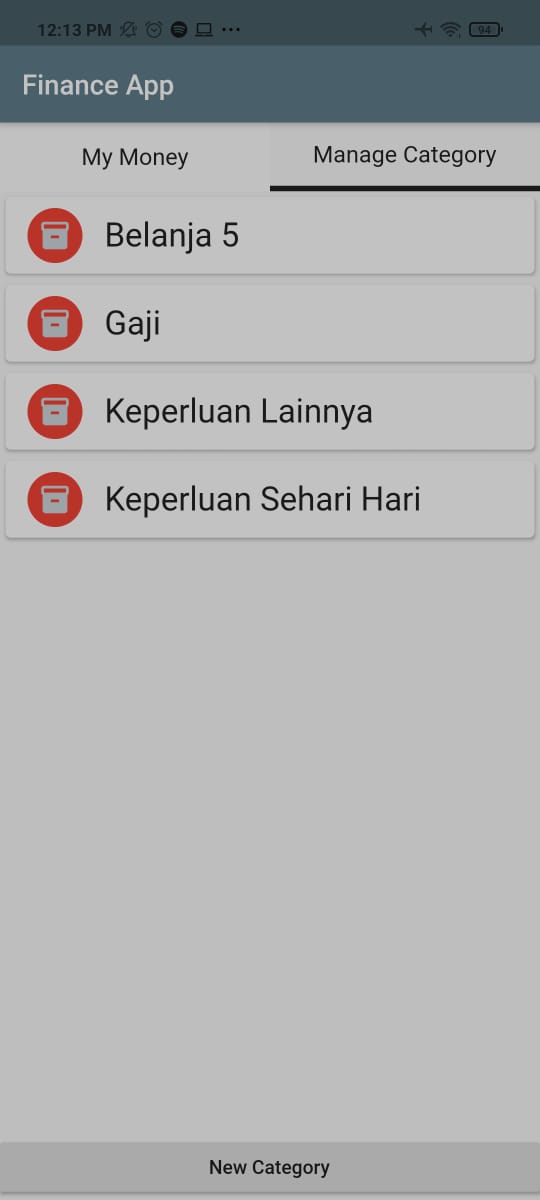 12:13 PM
94
Finance App
My Money
Manage Category
Belanja 5
Gaji
Keperluan Lainnya
Keperluan Sehari Hari
New Category